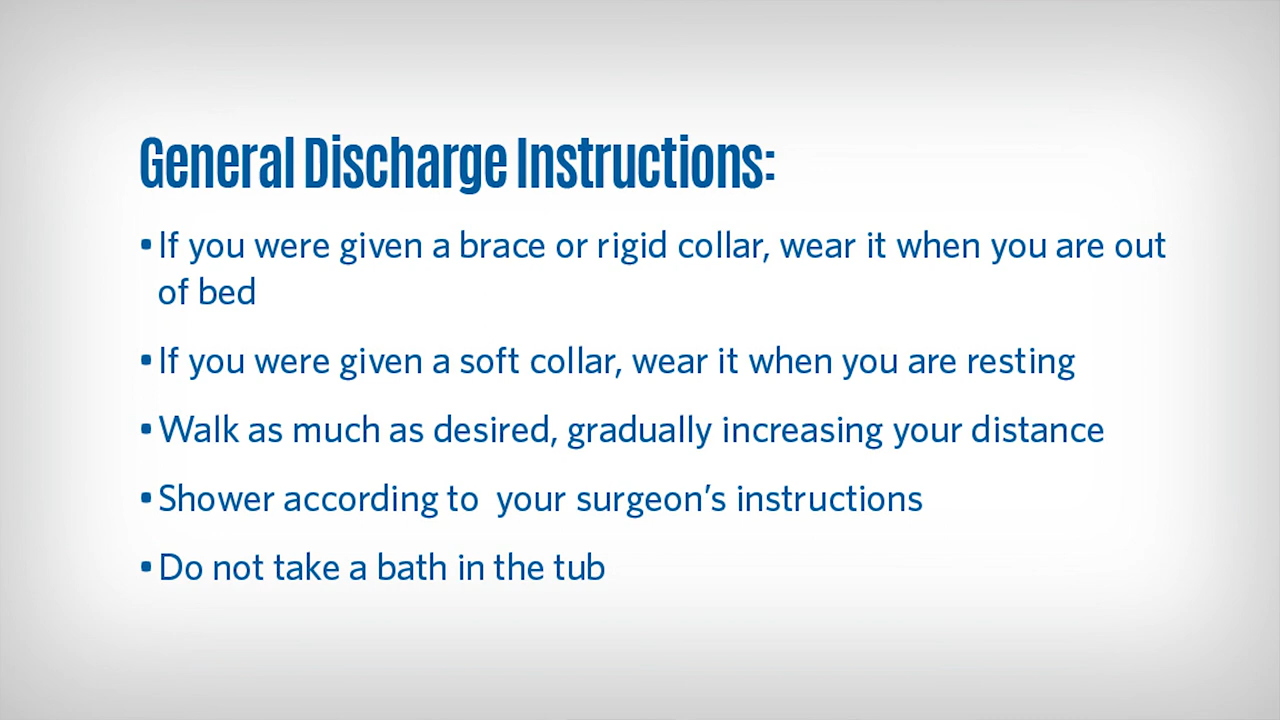 General Discharge Instructions:
• If you were given a brace or rigid collar, wear it when you are out
of bed
• If you were given a soft collar, wear it when you are resting
• Walk as much as desired, gradually increasing your distance
• Shower according to  your surgeon’s instructions
• Do not take a bath in the tub